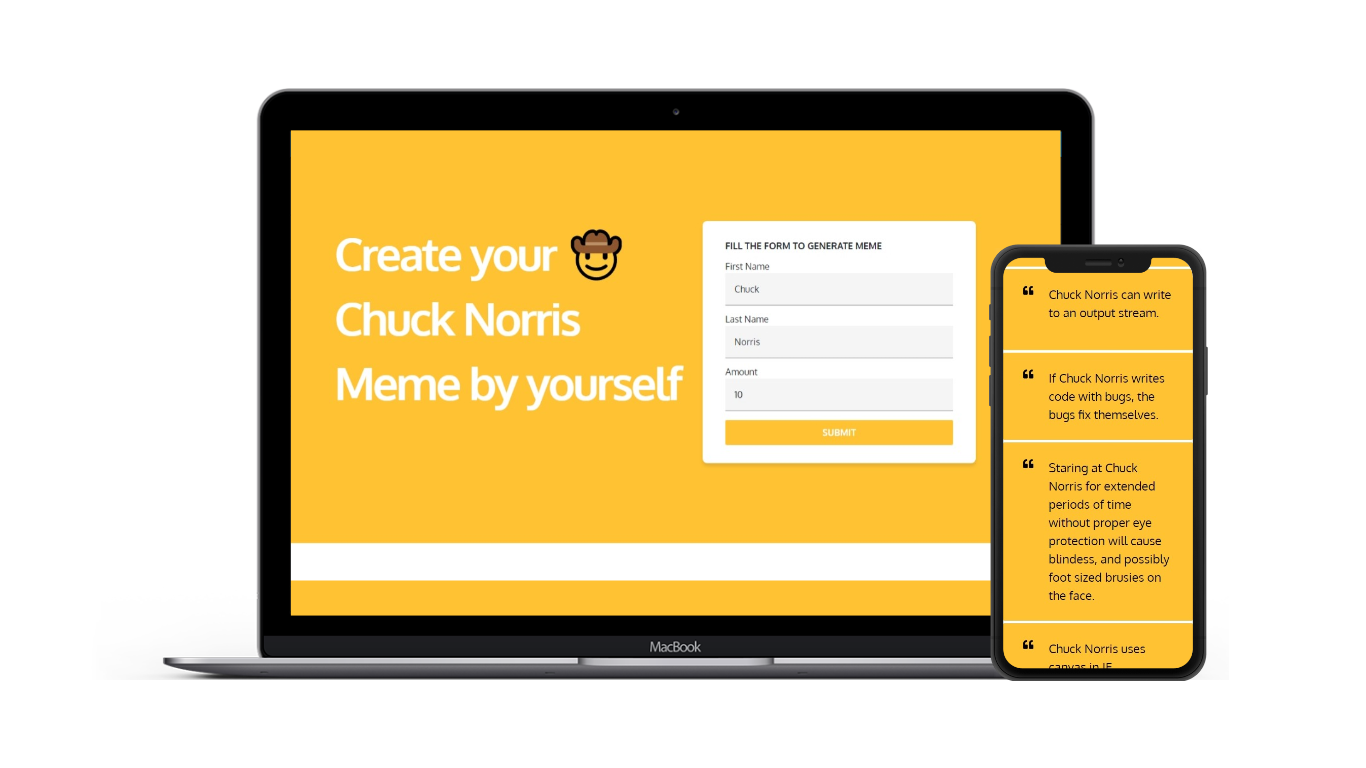 Create your
Chuck Norris
Meme by yourself
FILL THE FORM TO GENERATE MEME
First Name
Chuck
Last Name
Norris
Amount
10
SUBMIT
MacBook
“ Chuck Norris can write
to an output stream.
“ If Chuck Norris writes
code with bugs, the
bugs fix themselves.
“ Staring at Chuck
Norris for extended
periods of time
without proper eye
protection will cause
blindess, and possibly
foot sized brusies on
the face.
“ Chuck Norris uses
canvas in IE.